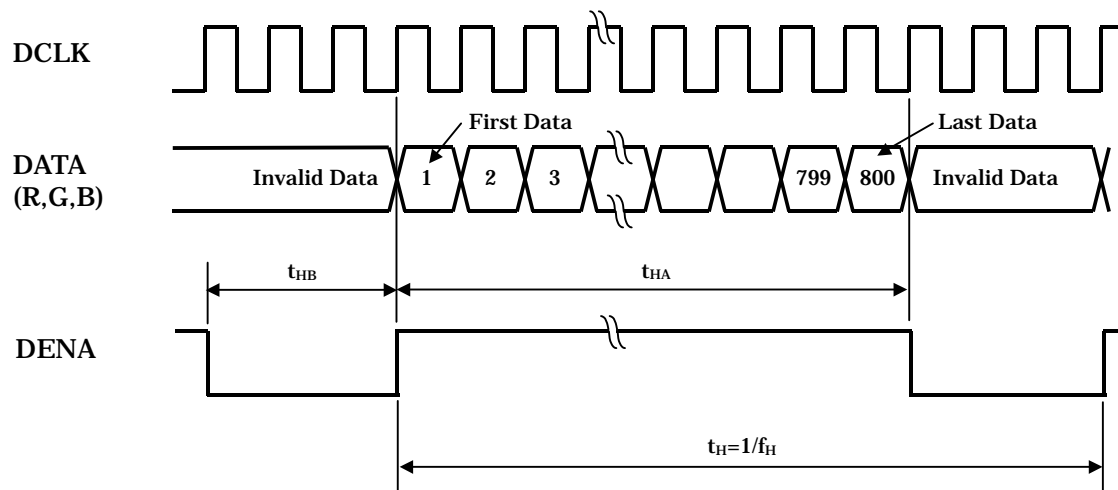 DCLK
First Data
Last Data
DATA
(R,G,B)
Invalid Data 1 2 3 799 800 Invalid Data
tHB
tHA
DENA
tH=1/fH